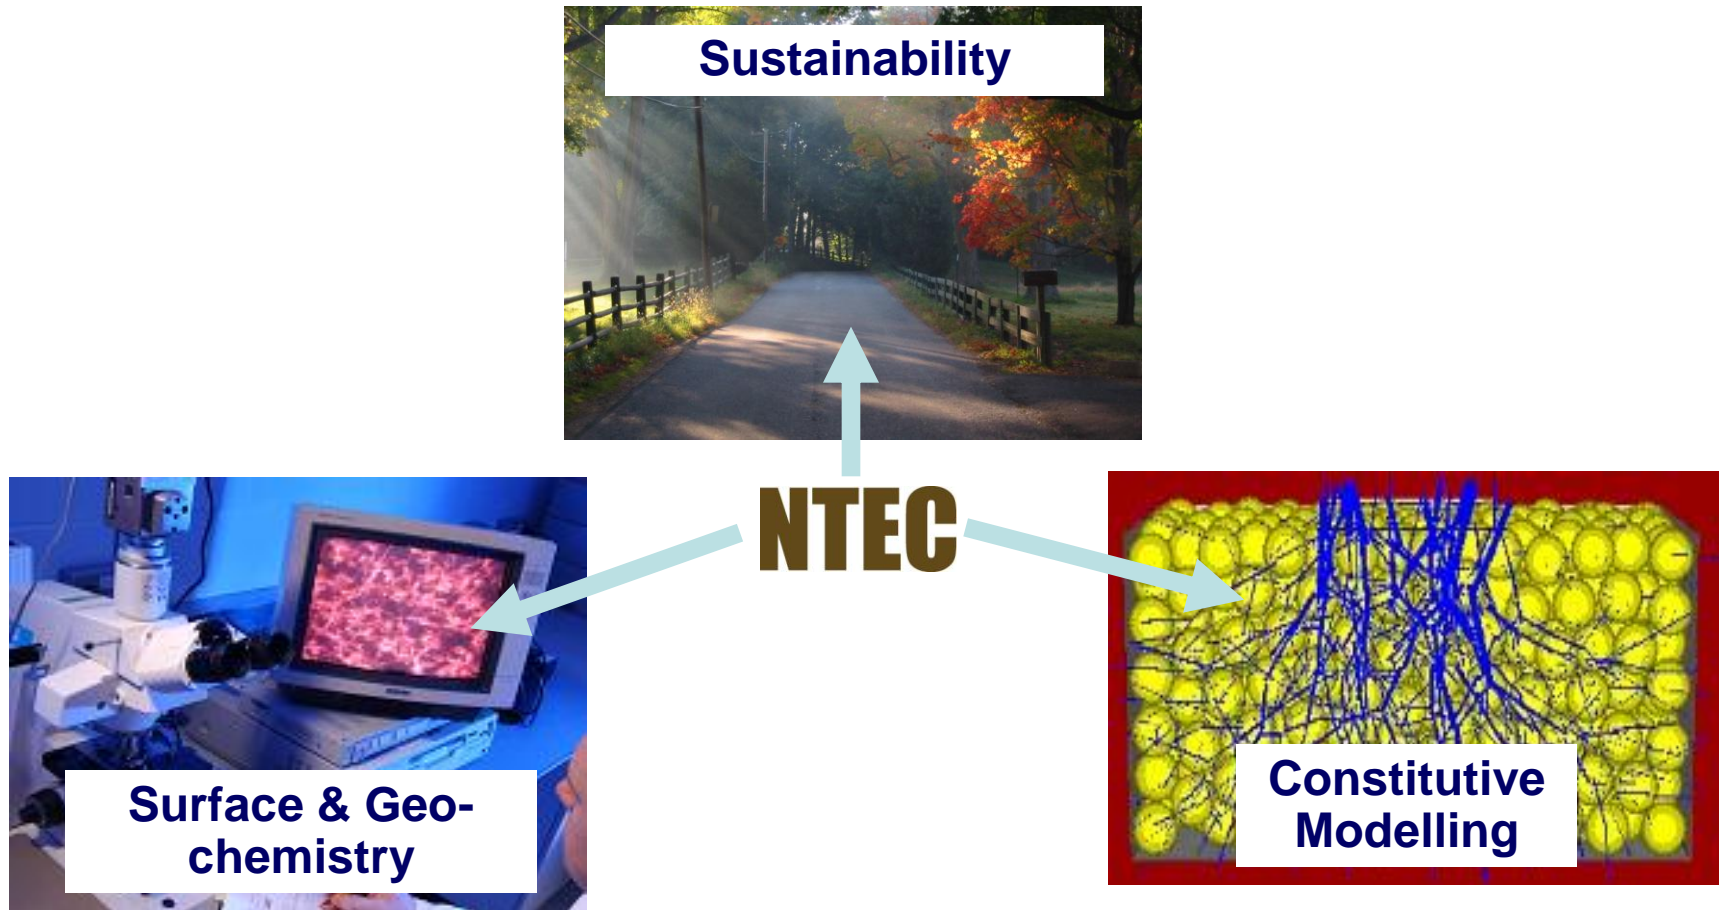 Sustainability
NTEC
Surface & Geo-
chemistry
Constitutive
Modelling